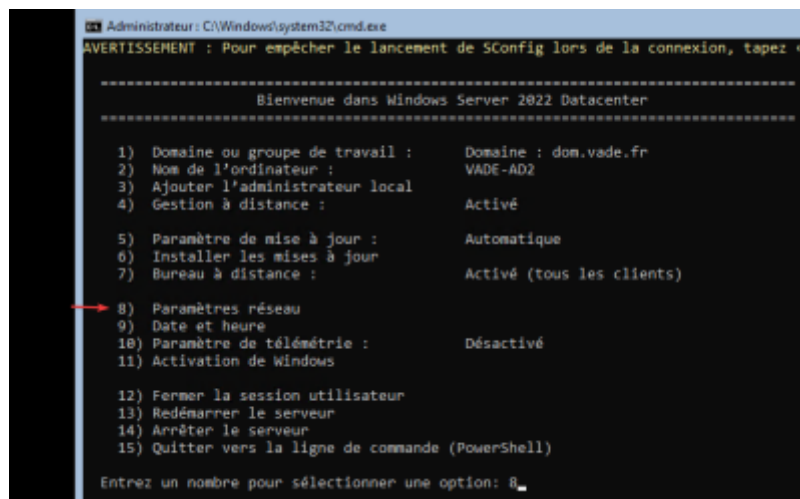 Administrateur : C:\Windows\system32\cmd.exe
AVERTISSEMENT : Pour empêcher le lancement de SConfig lors de la connexion, tapez «
================================================================================
Bienvenue dans Windows Server 2022 Datacenter
================================================================================
1) Domaine ou groupe de travail : Domaine : dom.vade.fr
2) Nom de l'ordinateur : VADE-AD2
3) Ajouter l'administrateur local
4) Gestion à distance : Activé
5) Paramètre de mise à jour : Automatique
6) Installer les mises à jour
7) Bureau à distance : Activé (tous les clients)
8) Paramètres réseau
9) Date et heure
10) Paramètre de télémétrie : Désactivé
11) Activation de Windows
12) Fermer la session utilisateur
13) Redémarrer le serveur
14) Arrêter le serveur
15) Quitter vers la ligne de commande (PowerShell)
Entrez un nombre pour sélectionner une option: 8_